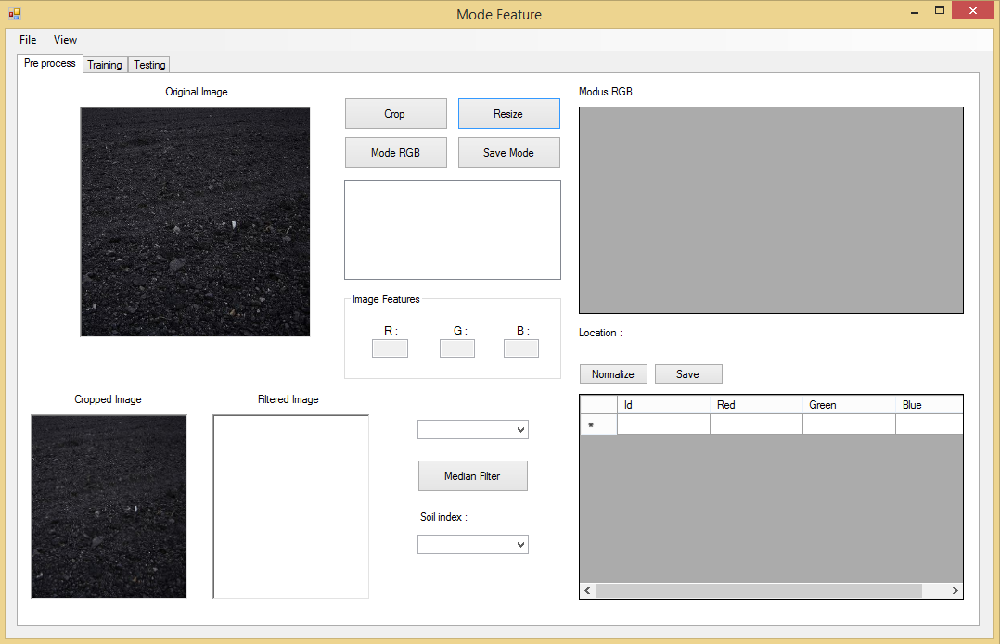 Mode Feature
File View
Pre process Training Testing
Original Image
Crop Resize
Mode RGB Save Mode
Image Features
R : G : B :
Modus RGB
Location :
Normalize Save
Id Red Green Blue
Cropped Image Filtered Image
Median Filter
Soil index :